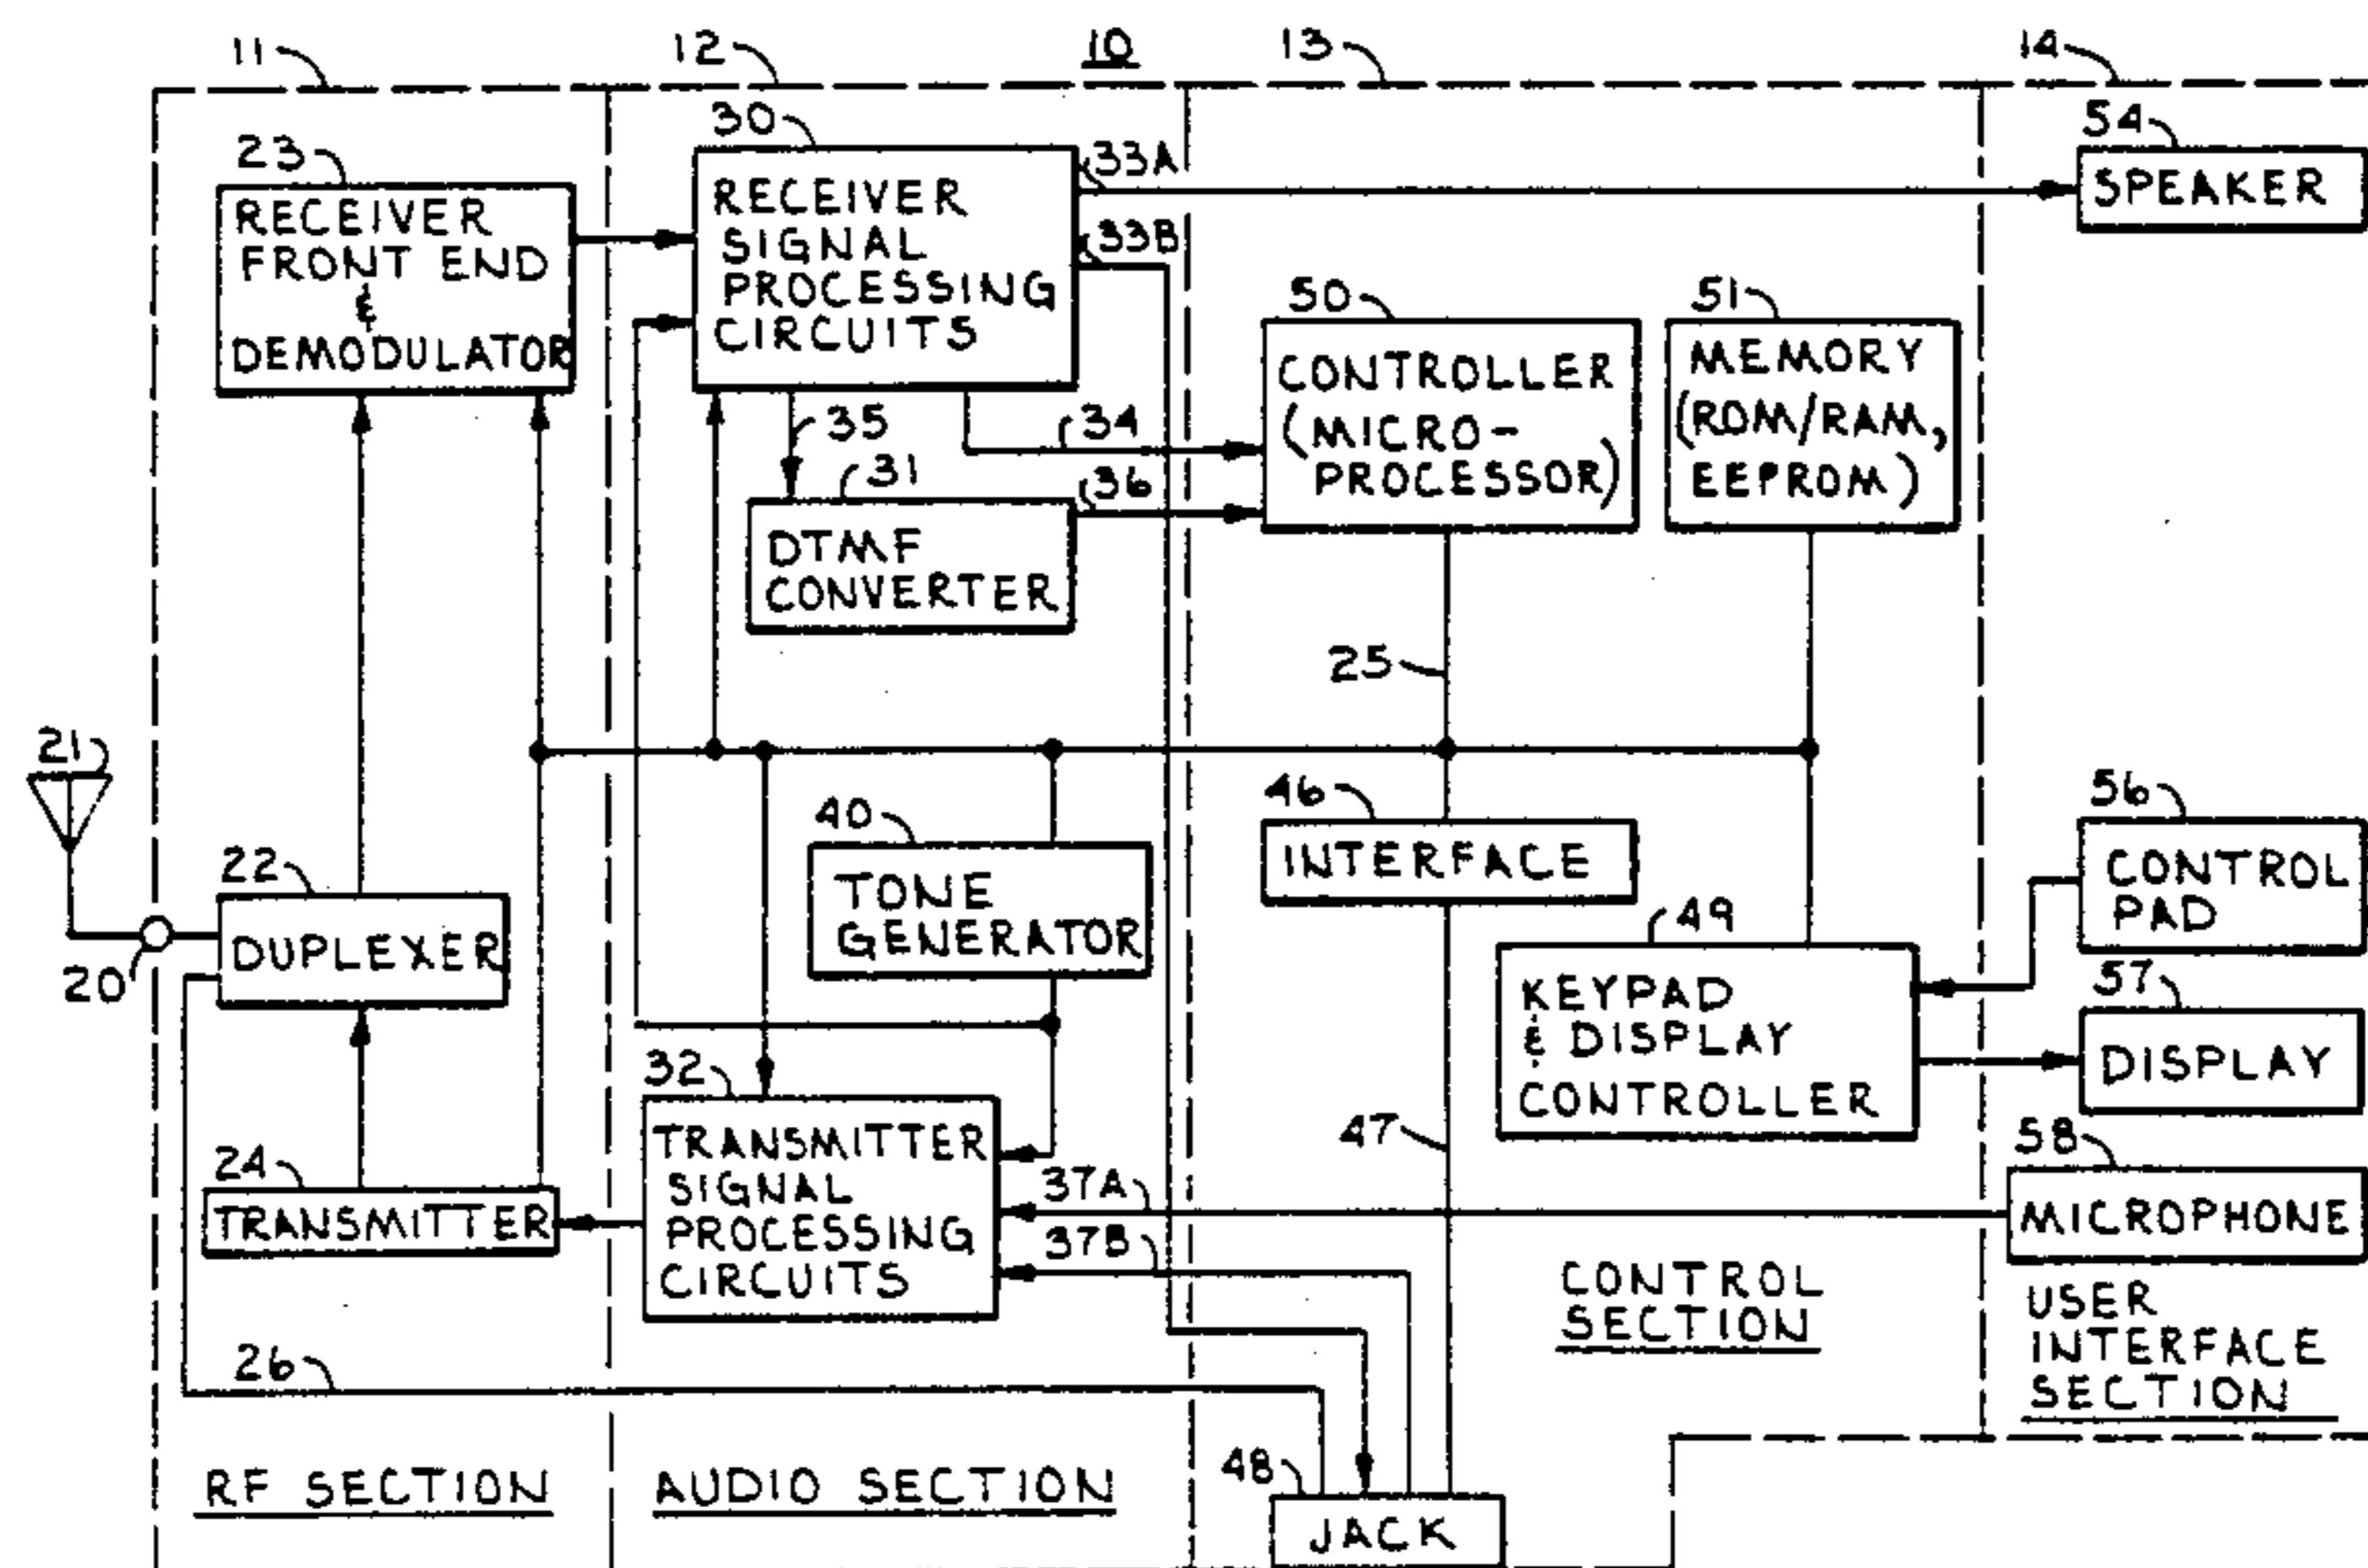 11
12
10
13
14
30
54
23
33A
RECEIVER
FRONT END
&
DEMODULATOR
RECEIVER
SIGNAL
PROCESSING
CIRCUITS
SPEAKER
33B
50
51
CONTROLLER
(MICRO-
PROCESSOR)
MEMORY
(ROM/RAM,
EEPROM)
35
34
31
36
DTMF
CONVERTER
25
21
46
56
40
INTERFACE
CONTROL
PAD
22
TONE
GENERATOR
49
DUPLEXER
20
57
KEYPAD
& DISPLAY
CONTROLLER
DISPLAY
32
47
58
24
TRANSMITTER
SIGNAL
PROCESSING
CIRCUITS
37A
TRANSMITTER
MICROPHONE
37B
CONTROL
SECTION
USER
INTERFACE
SECTION
26
48
RF SECTION
AUDIO SECTION
JACK